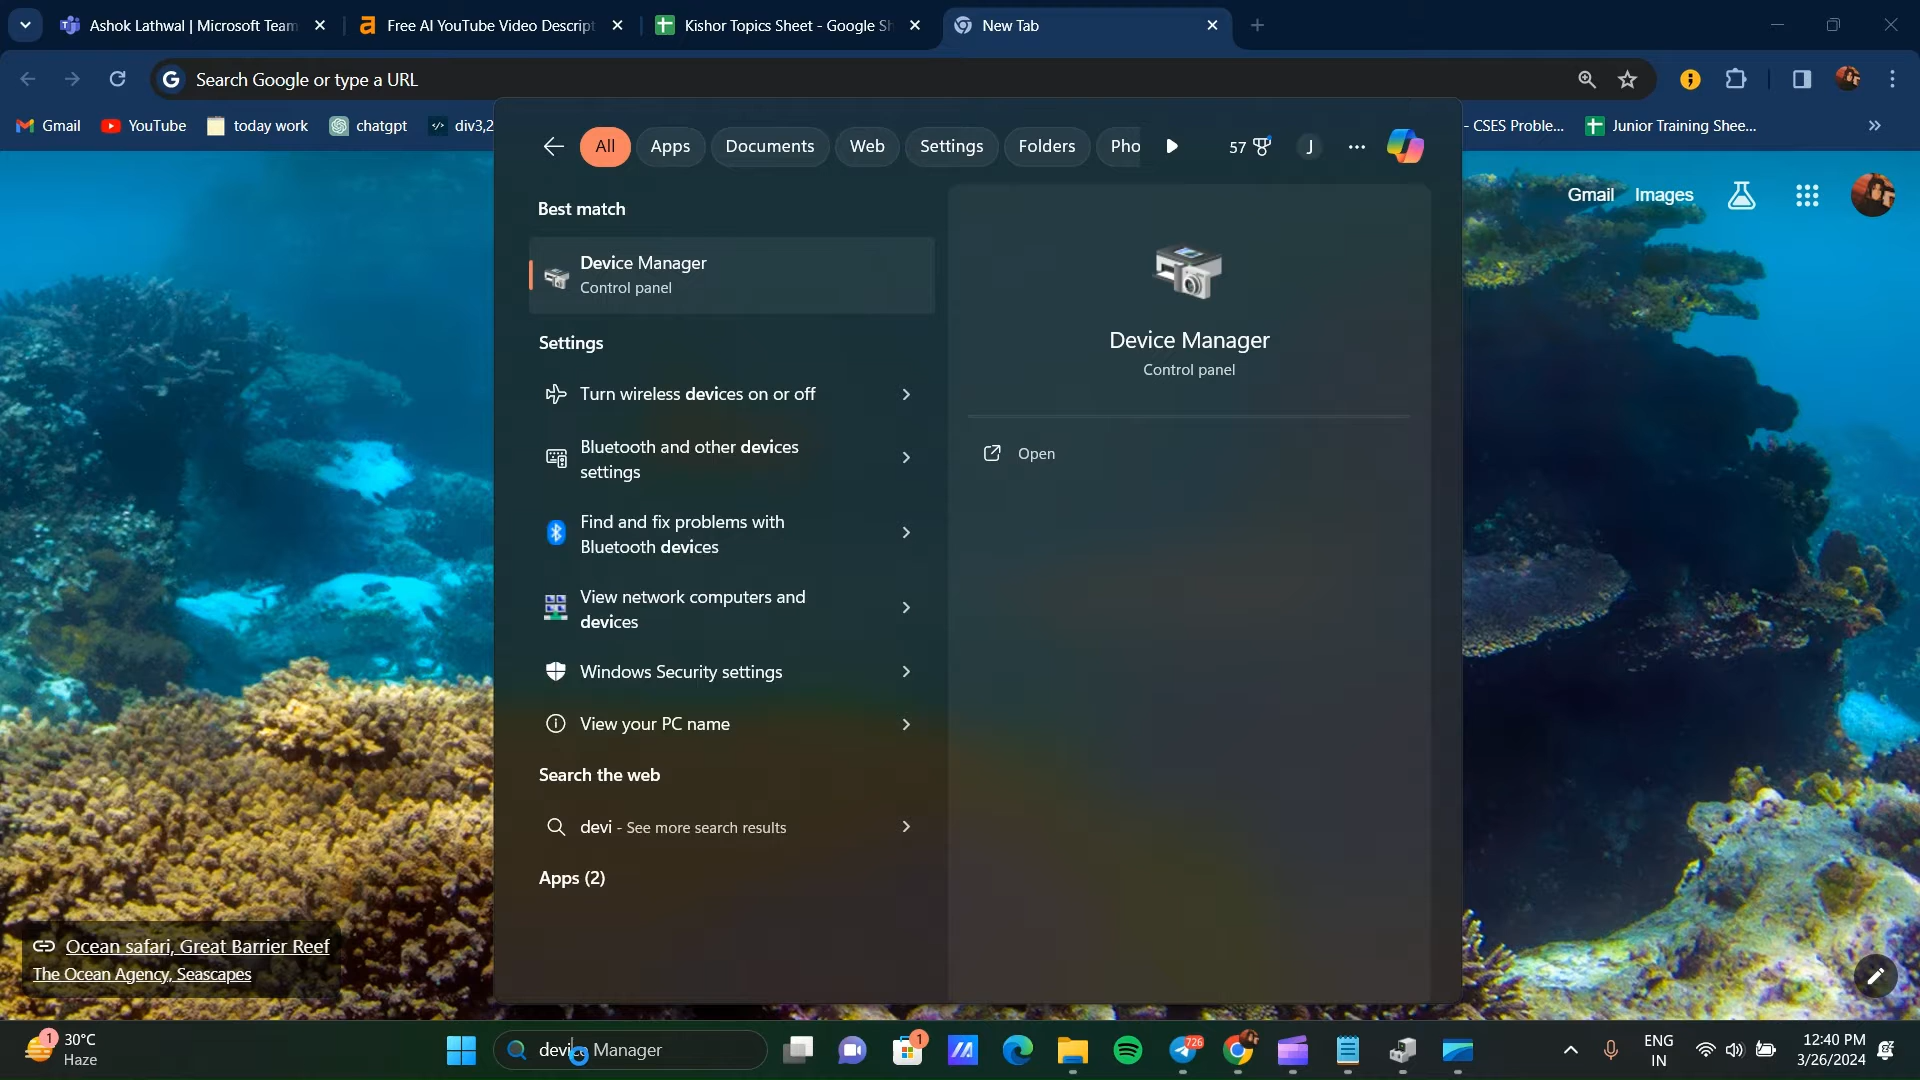 Ashok Lathwal | Microsoft Team
Free AI YouTube Video Descript
Kishor Topics Sheet - Google Sh
New Tab
Search Google or type a URL
Gmail
YouTube
today work
chatgpt
div3,2
- CSES Proble...
Junior Training Shee...
All
Apps
Documents
Web
Settings
Folders
Pho
57
J
Gmail
Images
Best match
Device Manager
Control panel
Settings
Turn wireless devices on or off
Bluetooth and other devices
settings
Find and fix problems with
Bluetooth devices
View network computers and
devices
Windows Security settings
View your PC name
Search the web
devi - See more search results
Apps (2)
Device Manager
Control panel
Open
Ocean safari, Great Barrier Reef
The Ocean Agency, Seascapes
1
30°C
Haze
device Manager
1
726
ENG
IN
12:40 PM
3/26/2024